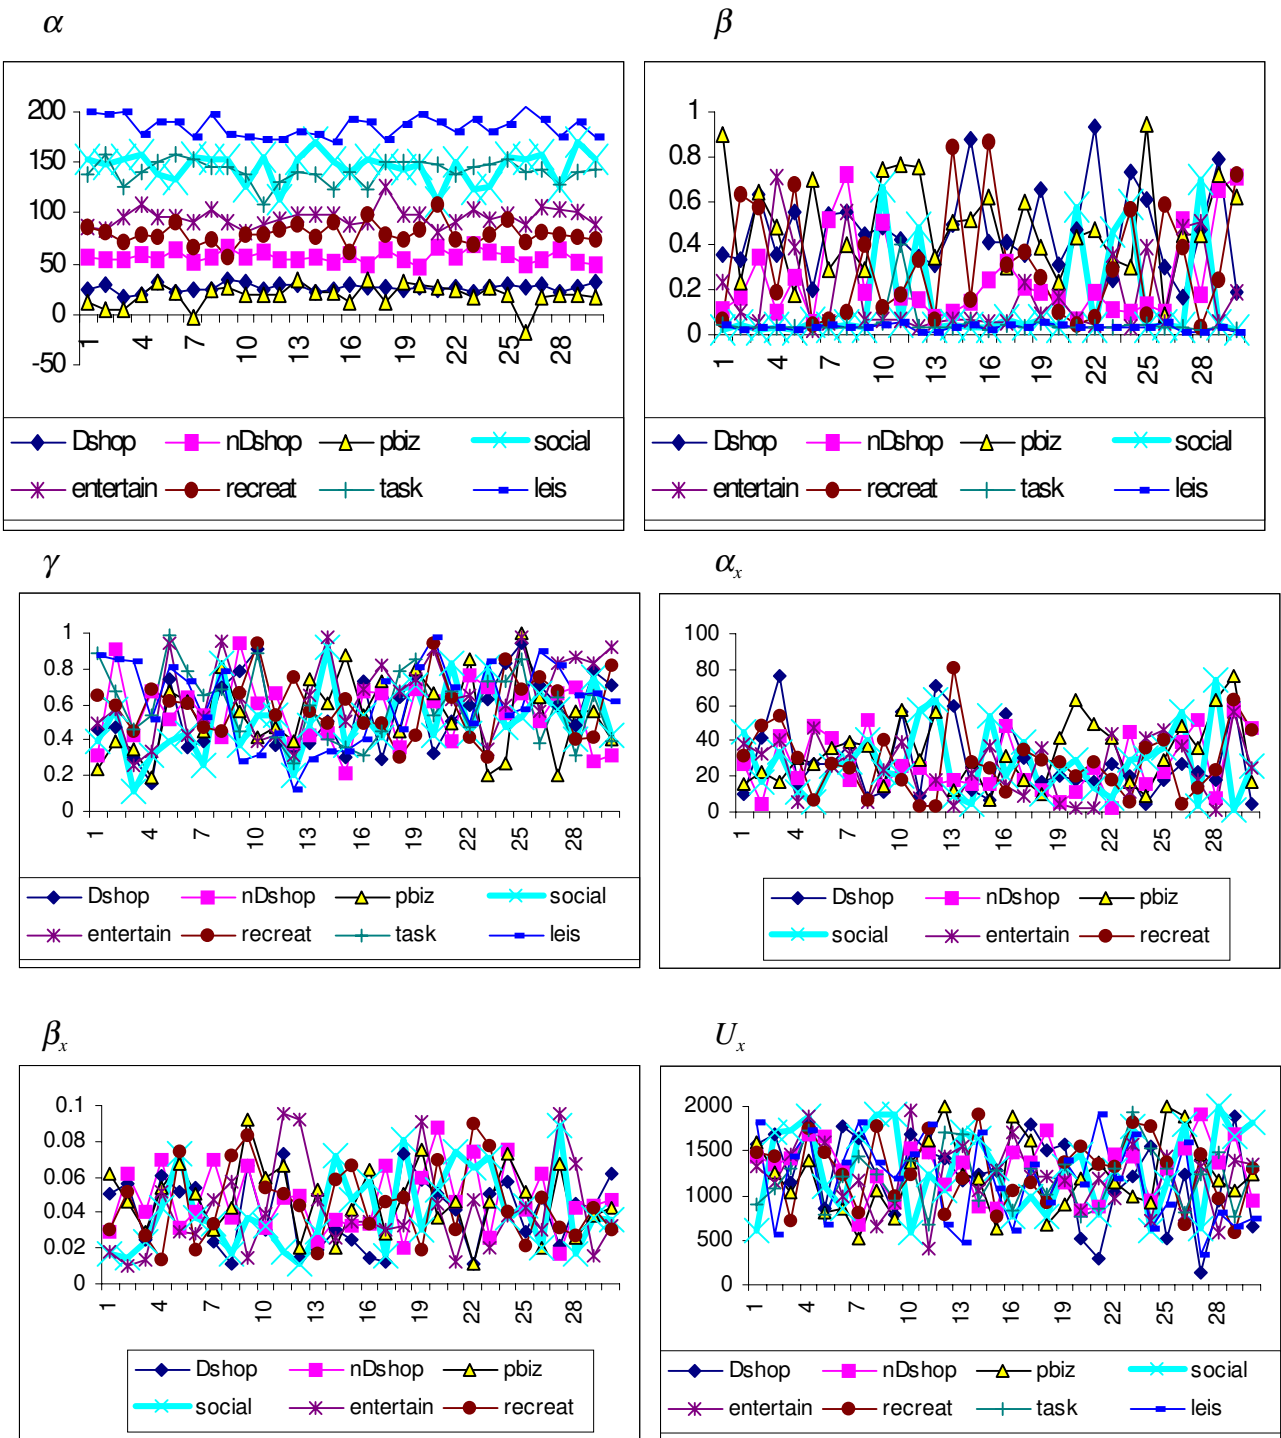 α
β
200
150
100
50
0
-50
1 4 7 10 13 16 19 22 25 28
Dshop nDshop pbiz social
entertain recreat task leis
1
0.8
0.6
0.4
0.2
0
1 4 7 10 13 16 19 22 25 28
Dshop nDshop pbiz social
entertain recreat task leis
γ
αₓ
1
0.8
0.6
0.4
0.2
0
1 4 7 10 13 16 19 22 25 28
Dshop nDshop pbiz social
entertain recreat task leis
100
80
60
40
20
0
1 4 7 10 13 16 19 22 25 28
Dshop nDshop pbiz
social entertain recreat
βₓ
Uₓ
0.1
0.08
0.06
0.04
0.02
0
1 4 7 10 13 16 19 22 25 28
Dshop nDshop pbiz
social entertain recreat
2000
1500
1000
500
0
1 4 7 10 13 16 19 22 25 28
Dshop nDshop pbiz social
entertain recreat task leis